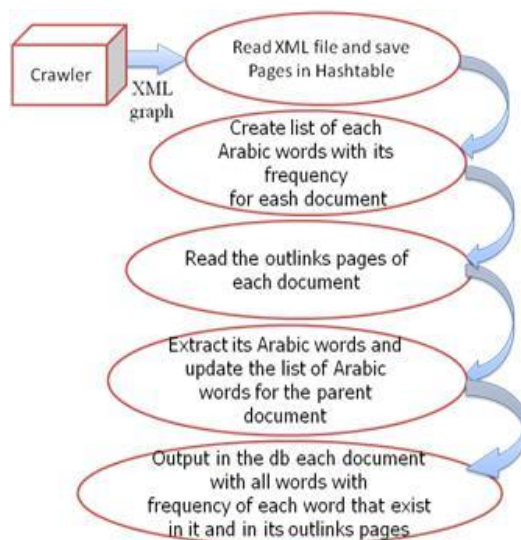 Crawler
XML
graph
Read XML file and save
Pages in Hashtable
Create list of each
Arabic words with its
frequency
for eash document
Read the outlinks pages of
each document
Extract its Arabic words and
update the list of Arabic
words for the parent
document
Output in the db each document
with all words with
frequency of each word that exist
in it and in its outlinks pages